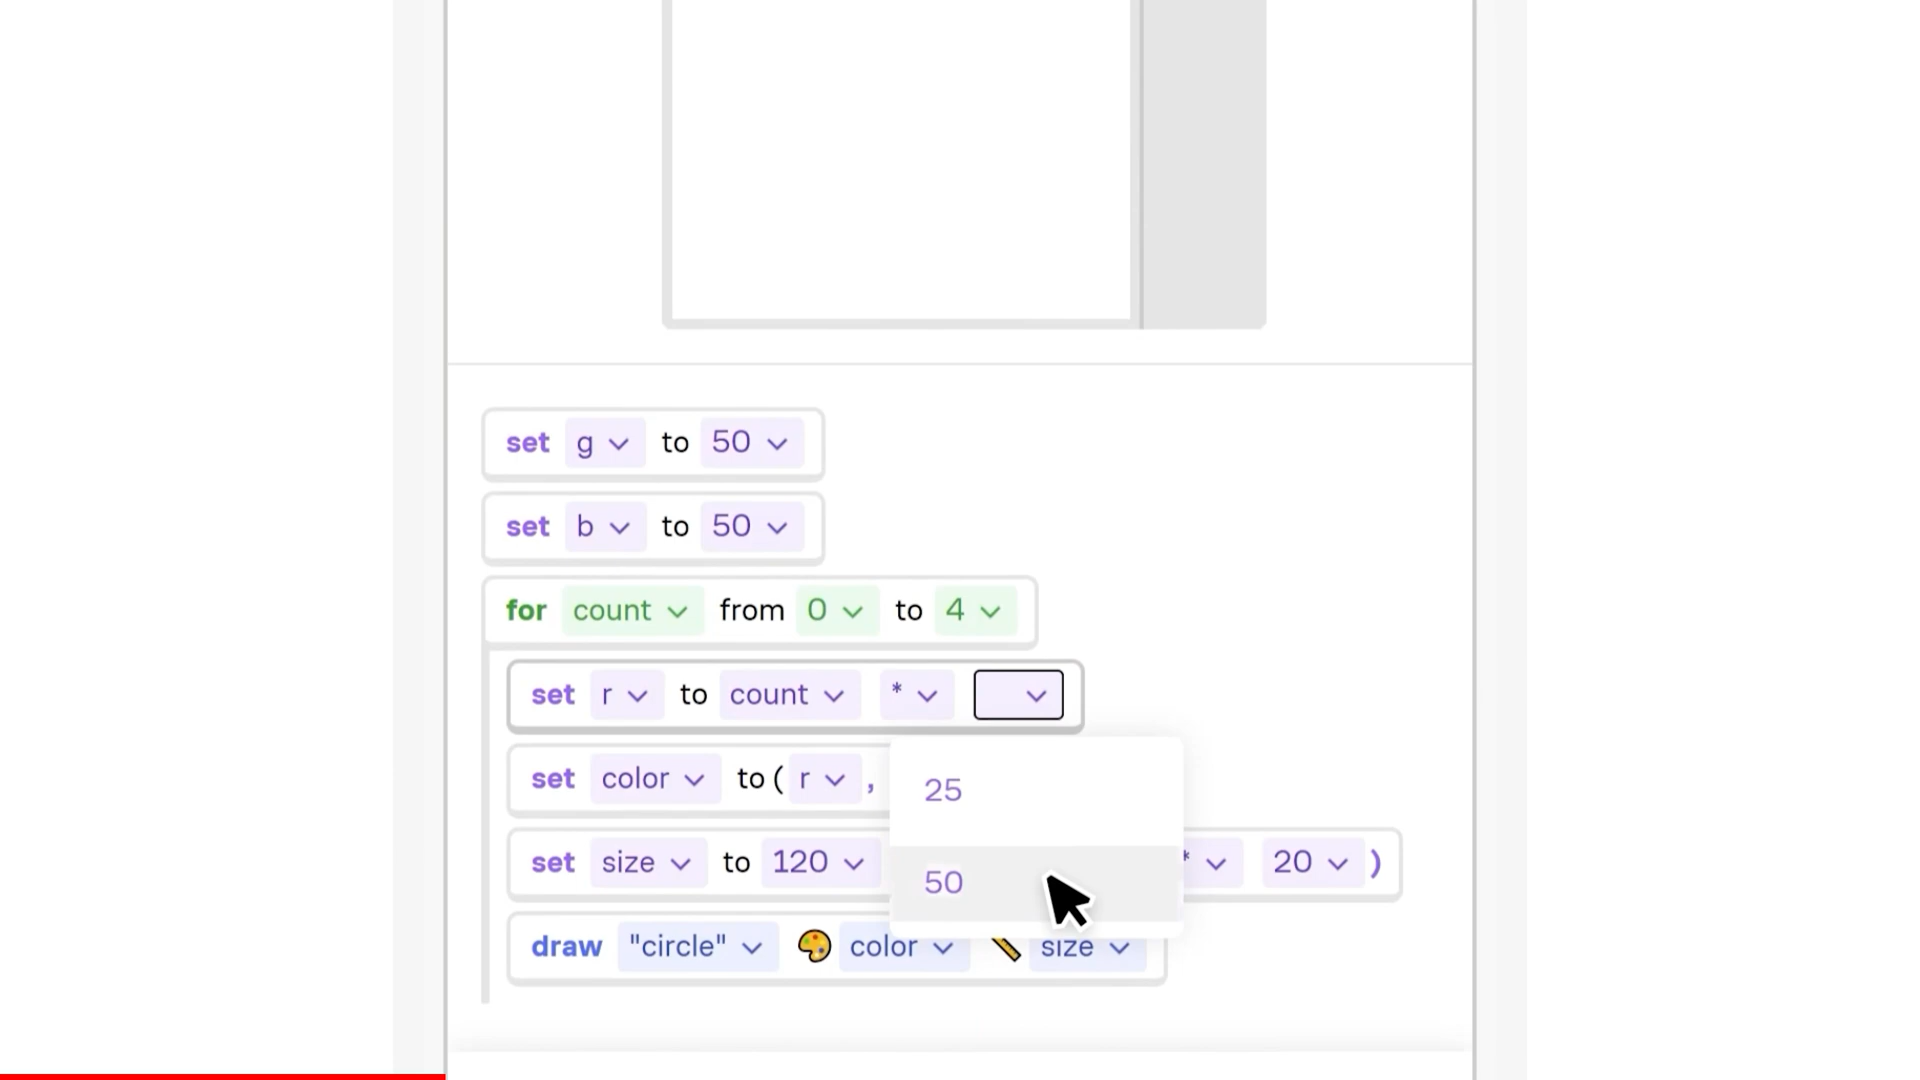 set g to 50
set b to 50
for count from 0 to 4
set r to count *
set color to ( r ,
25
set size to 120 * 20 )
50
draw "circle" color size